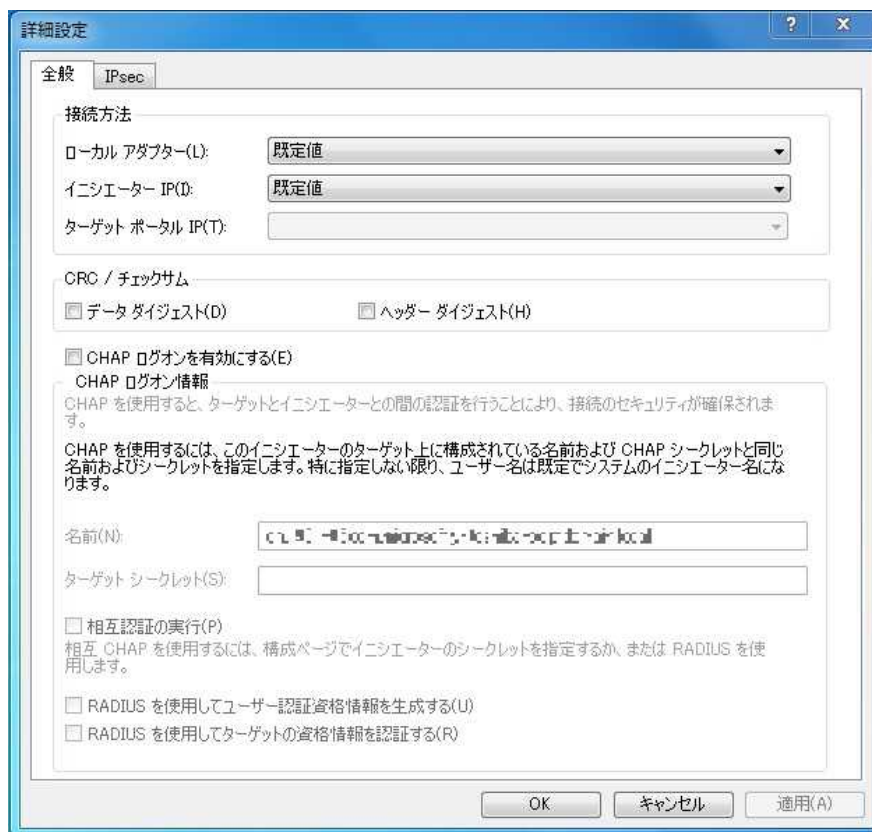 詳細設定
全般
IPsec
接続方法
ローカル アダプター(L):
既定値
イニシエーター IP(I):
既定値
ターゲット ポータル IP(T):
CRC / チェックサム
データ ダイジェスト(D)
ヘッダー ダイジェスト(H)
CHAP ログオンを有効にする(E)
CHAP ログオン情報
CHAP を使用すると、ターゲットとイニシエーターとの間の認証を行うことにより、接続のセキュリティが確保されま
す。
CHAP を使用するには、このイニシエーターのターゲット上に構成されている名前および CHAP シークレットと同じ
名前およびシークレットを指定します。特に指定しない限り、ユーザー名は既定でシステムのイニシエーター名にな
ります。
名前(N):
ターゲット シークレット(S):
相互認証の実行(P)
相互 CHAP を使用するには、構成ページでイニシエーターのシークレットを指定するか、または RADIUS を使
用します。
RADIUS を使用してユーザー認証資格情報を生成する(U)
RADIUS を使用してターゲットの資格情報を認証する(R)
OK
キャンセル
適用(A)